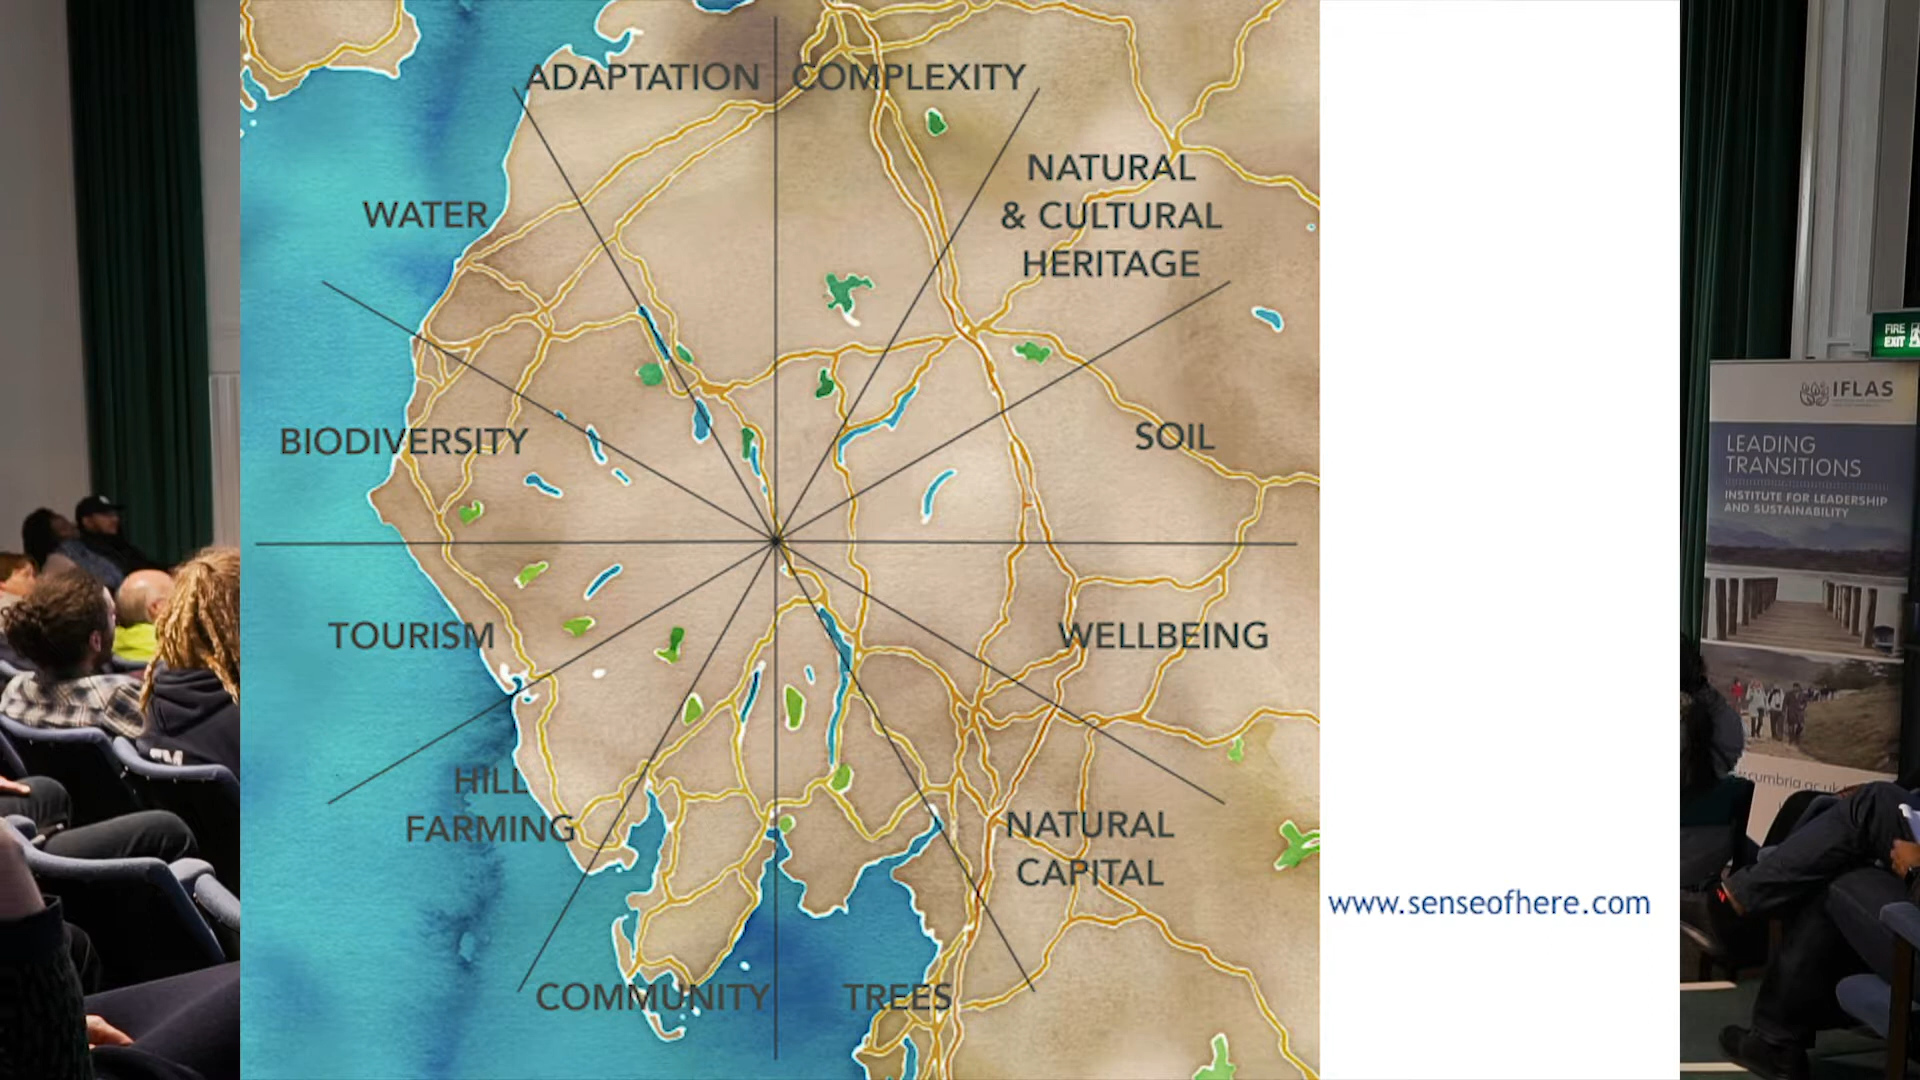 ADAPTATION
COMPLEXITY
NATURAL
& CULTURAL
HERITAGE
WATER
BIODIVERSITY
SOIL
TOURISM
WELLBEING
HILL
FARMING
NATURAL
CAPITAL
COMMUNITY
TREES
www.senseofhere.com
FIRE
EXIT
IFLAS
LEADING
TRANSITIONS
INSTITUTE FOR LEADERSHIP
AND SUSTAINABILITY